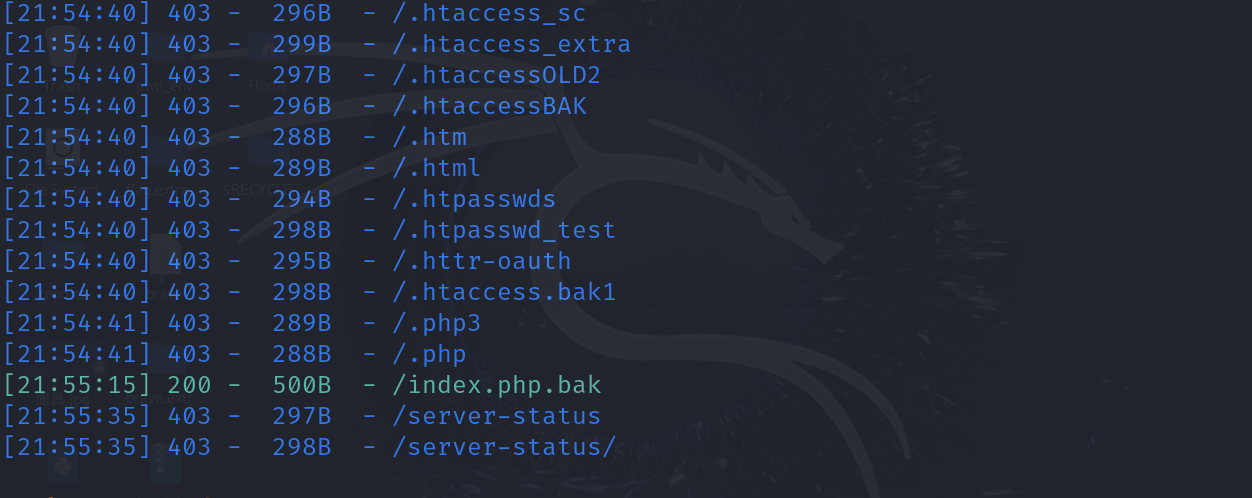 [21:54:40] 403 -  296B  - /.htaccess_sc
[21:54:40] 403 -  299B  - /.htaccess_extra
[21:54:40] 403 -  297B  - /.htaccessOLD2
[21:54:40] 403 -  296B  - /.htaccessBAK
[21:54:40] 403 -  288B  - /.htm
[21:54:40] 403 -  289B  - /.html
[21:54:40] 403 -  294B  - /.htpasswds
[21:54:40] 403 -  298B  - /.htpasswd_test
[21:54:40] 403 -  295B  - /.httr-oauth
[21:54:40] 403 -  298B  - /.htaccess.bak1
[21:54:41] 403 -  289B  - /.php3
[21:54:41] 403 -  288B  - /.php
[21:55:15] 200 -  500B  - /index.php.bak
[21:55:35] 403 -  297B  - /server-status
[21:55:35] 403 -  298B  - /server-status/
Trash
Home